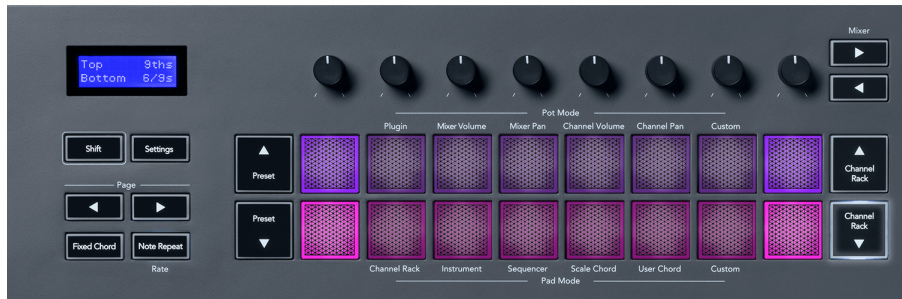 Mixer
Top 9ths
Bottom 6/9s
Pot Mode
Plugin Mixer Volume Mixer Pan Channel Volume Channel Pan Custom
Shift Settings
Preset
Channel
Rack
Page
Preset
Channel
Rack
Fixed Chord Note Repeat
Rate
Channel Rack Instrument Sequencer Scale Chord User Chord Custom
Pad Mode